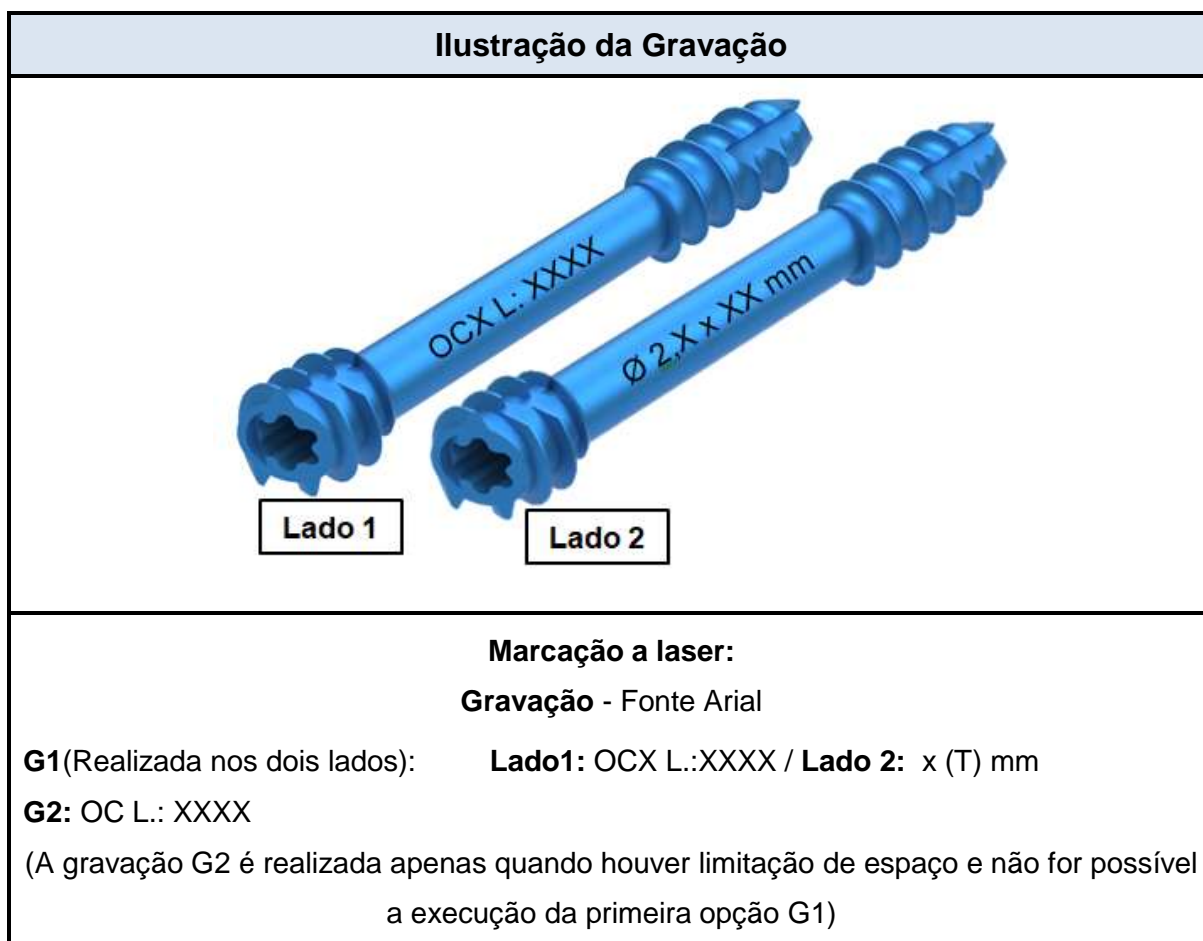 Ilustração da Gravação
OCX L: XXXX
Ø 2,X x XX mm
Lado 1
Lado 2
Marcação a laser:
Gravação - Fonte Arial
G1(Realizada nos dois lados): Lado1: OCX L.:XXXX / Lado 2: x (T) mm
G2: OC L.: XXXX
(A gravação G2 é realizada apenas quando houver limitação de espaço e não for possível
a execução da primeira opção G1)